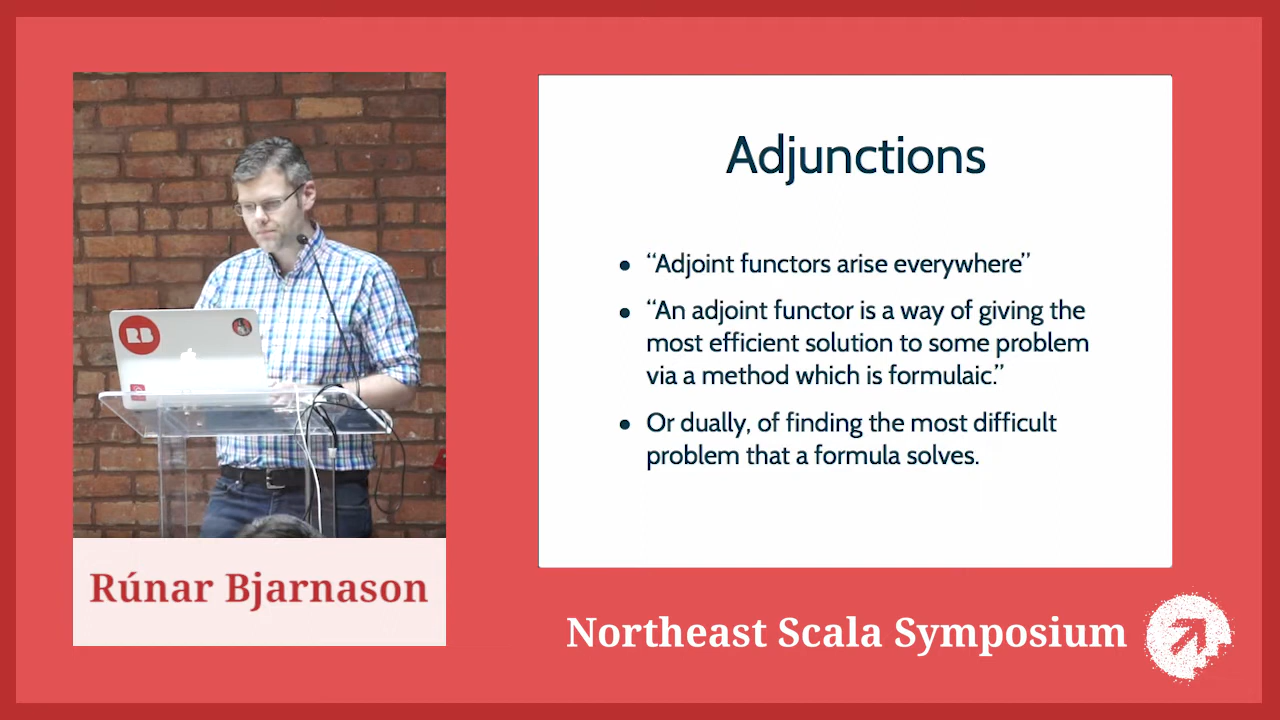 RB
Rúnar Bjarnason
Adjunctions
• “Adjoint functors arise everywhere”
• “An adjoint functor is a way of giving the
most efficient solution to some problem
via a method which is formulaic.”
• Or dually, of finding the most difficult
problem that a formula solves.
Northeast Scala Symposium